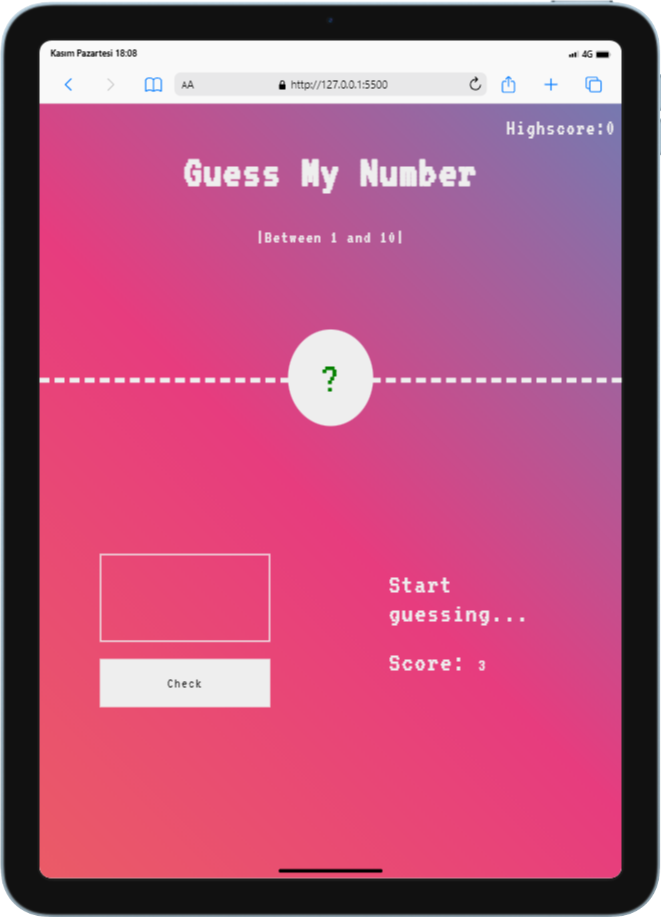 Kasım Pazartesi 18:08
4G
AA
http://127.0.0.1:5500
Highscore:0
Guess My Number
|Between 1 and 10|
?
Start
guessing...
Score: 3
Check